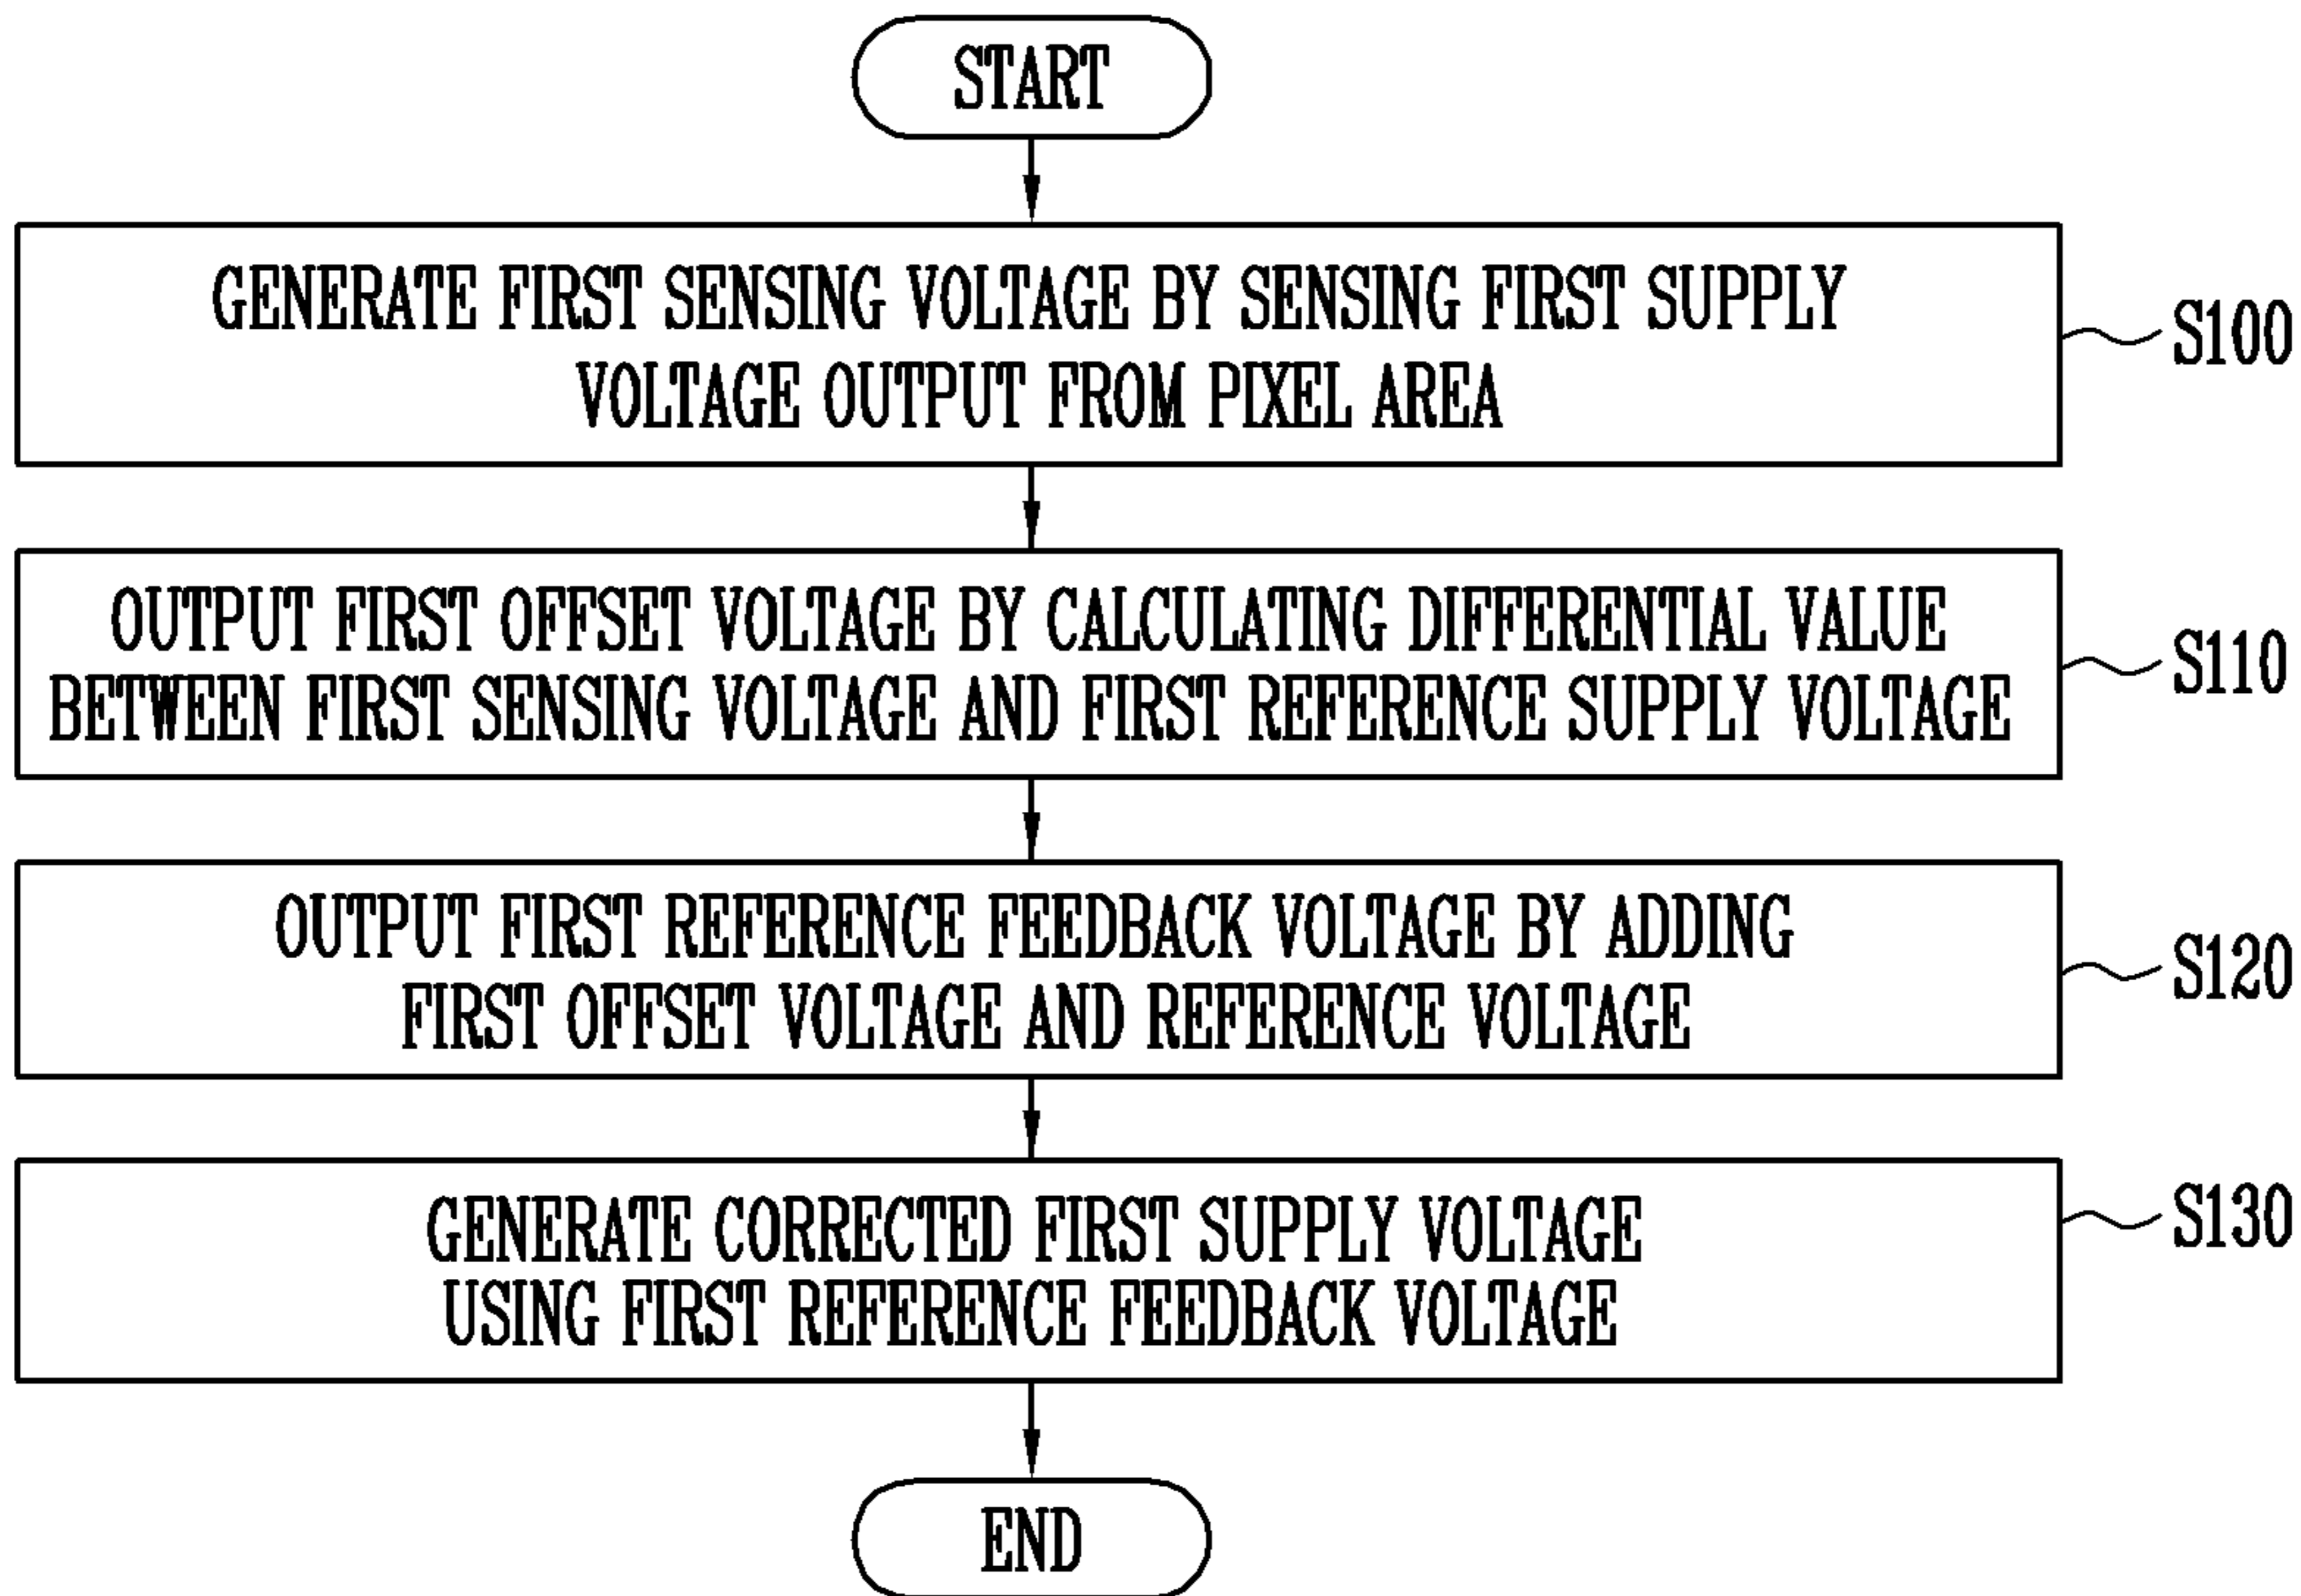 START
GENERATE FIRST SENSING VOLTAGE BY SENSING FIRST SUPPLY
VOLTAGE OUTPUT FROM PIXEL AREA
S100
OUTPUT FIRST OFFSET VOLTAGE BY CALCULATING DIFFERENTIAL VALUE
BETWEEN FIRST SENSING VOLTAGE AND FIRST REFERENCE SUPPLY VOLTAGE
S110
OUTPUT FIRST REFERENCE FEEDBACK VOLTAGE BY ADDING
FIRST OFFSET VOLTAGE AND REFERENCE VOLTAGE
S120
GENERATE CORRECTED FIRST SUPPLY VOLTAGE
USING FIRST REFERENCE FEEDBACK VOLTAGE
S130
END